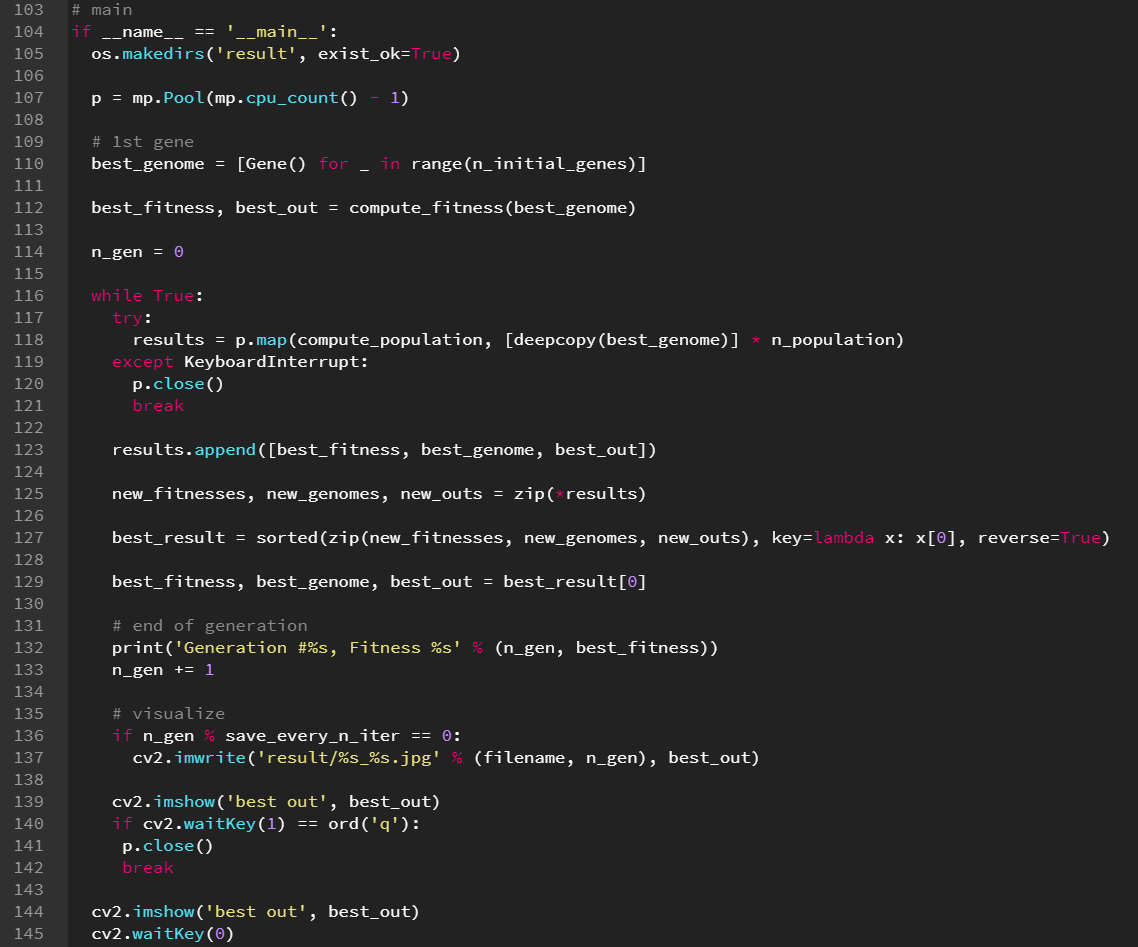 103 # main
104 if __name__ == '__main__':
105   os.makedirs('result', exist_ok=True)
106
107   p = mp.Pool(mp.cpu_count() - 1)
108
109   # 1st gene
110   best_genome = [Gene() for _ in range(n_initial_genes)]
111
112   best_fitness, best_out = compute_fitness(best_genome)
113
114   n_gen = 0
115
116   while True:
117     try:
118       results = p.map(compute_population, [deepcopy(best_genome)] * n_population)
119     except KeyboardInterrupt:
120       p.close()
121       break
122
123     results.append([best_fitness, best_genome, best_out])
124
125     new_fitnesses, new_genomes, new_outs = zip(*results)
126
127     best_result = sorted(zip(new_fitnesses, new_genomes, new_outs), key=lambda x: x[0], reverse=True)
128
129     best_fitness, best_genome, best_out = best_result[0]
130
131     # end of generation
132     print('Generation #%s, Fitness %s' % (n_gen, best_fitness))
133     n_gen += 1
134
135     # visualize
136     if n_gen % save_every_n_iter == 0:
137       cv2.imwrite('result/%s_%s.jpg' % (filename, n_gen), best_out)
138
139     cv2.imshow('best out', best_out)
140     if cv2.waitKey(1) == ord('q'):
141      p.close()
142      break
143
144   cv2.imshow('best out', best_out)
145   cv2.waitKey(0)